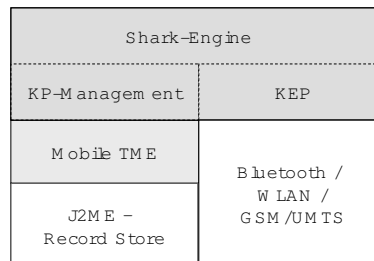 Shark-Engine
KP-Management
KEP
Mobile TME
Bluetooth /
WLAN /
GSM/UMTS
J2ME -
Record Store